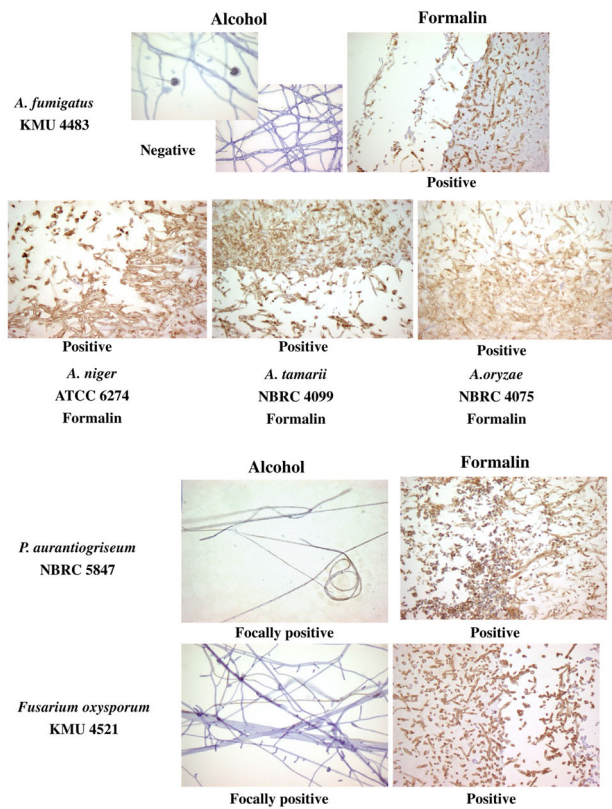 Alcohol
Formalin
A. fumigatus
KMU 4483
Negative
Positive
Positive
Positive
Positive
A. niger
A. tamarii
A.oryzae
ATCC 6274
NBRC 4099
NBRC 4075
Formalin
Formalin
Formalin
Alcohol
Formalin
P. aurantiogriseum
NBRC 5847
Focally positive
Positive
Fusarium oxysporum
KMU 4521
Focally positive
Positive